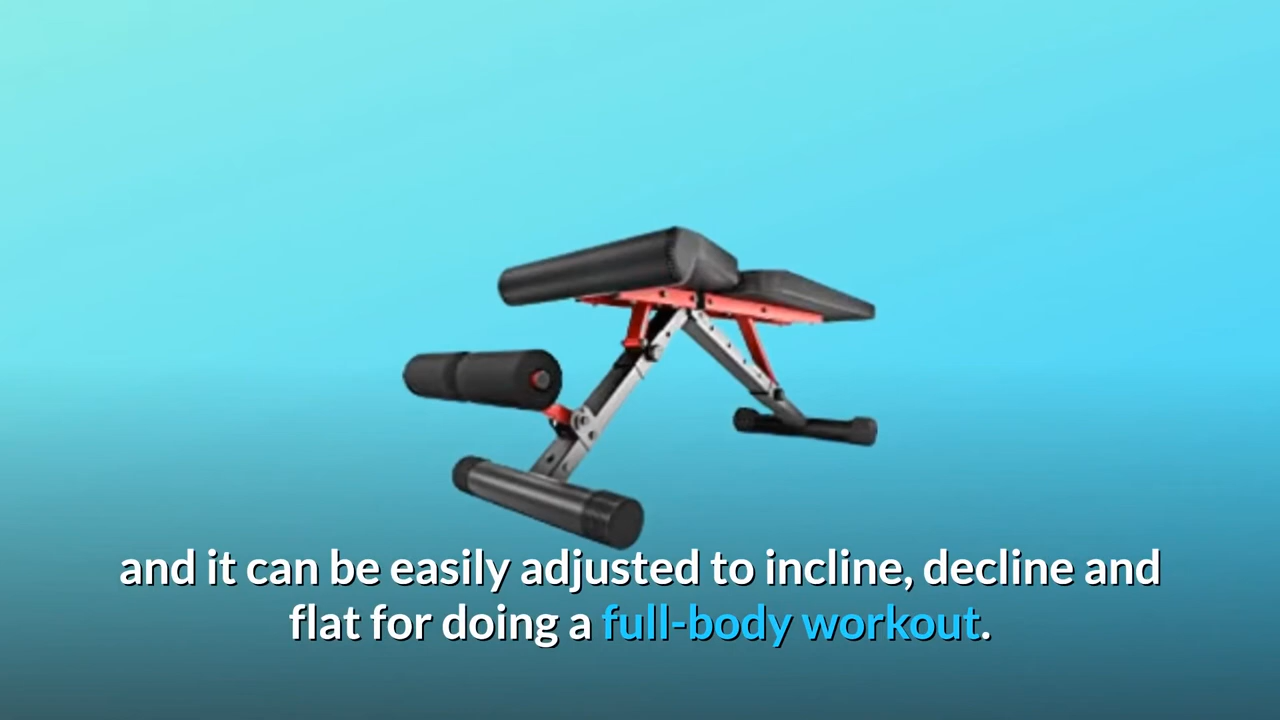 and it can be easily adjusted to incline, decline and
flat for doing a full-body workout.